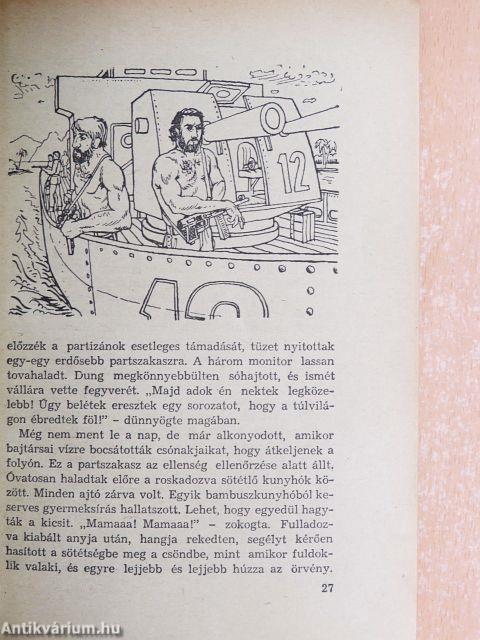 12
előzzék a partizánok esetleges támadását, tüzet nyitottak
egy-egy erdősebb partszakaszra. A három monitor lassan
tovahaladt. Dung megkönnyebbülten sóhajtott, és ismét
vállára vette fegyverét. „Majd adok én nektek legköze-
lebb! Úgy belétek eresztek egy sorozatot, hogy a túlvilá-
gon ébredtek föl!” – dünnyögte magában.
Még nem ment le a nap, de már alkonyodott, amikor
bajtársai vízre bocsátották csónakjaikat, hogy átkeljenek a
folyón. Ez a partszakasz az ellenség ellenőrzése alatt állt.
Óvatosan haladtak előre a roskadozva sötétlő kunyhók kö-
zött. Minden ajtó zárva volt. Egyik bambuszkunyhóból ke-
serves gyermeksírás hallatszott. Lehet, hogy egyedül hagy-
ták a kicsit. „Mamaaa! Mamaaa!” – zokogta. Fulladoz-
va kiabált anyja után, hangja rekedten, segélyt kérően
hasított a sötétségbe meg a csöndbe, mint amikor fuldok-
lik valaki, és egyre lejjebb és lejjebb húzza az örvény.
27
Antikvárium.hu